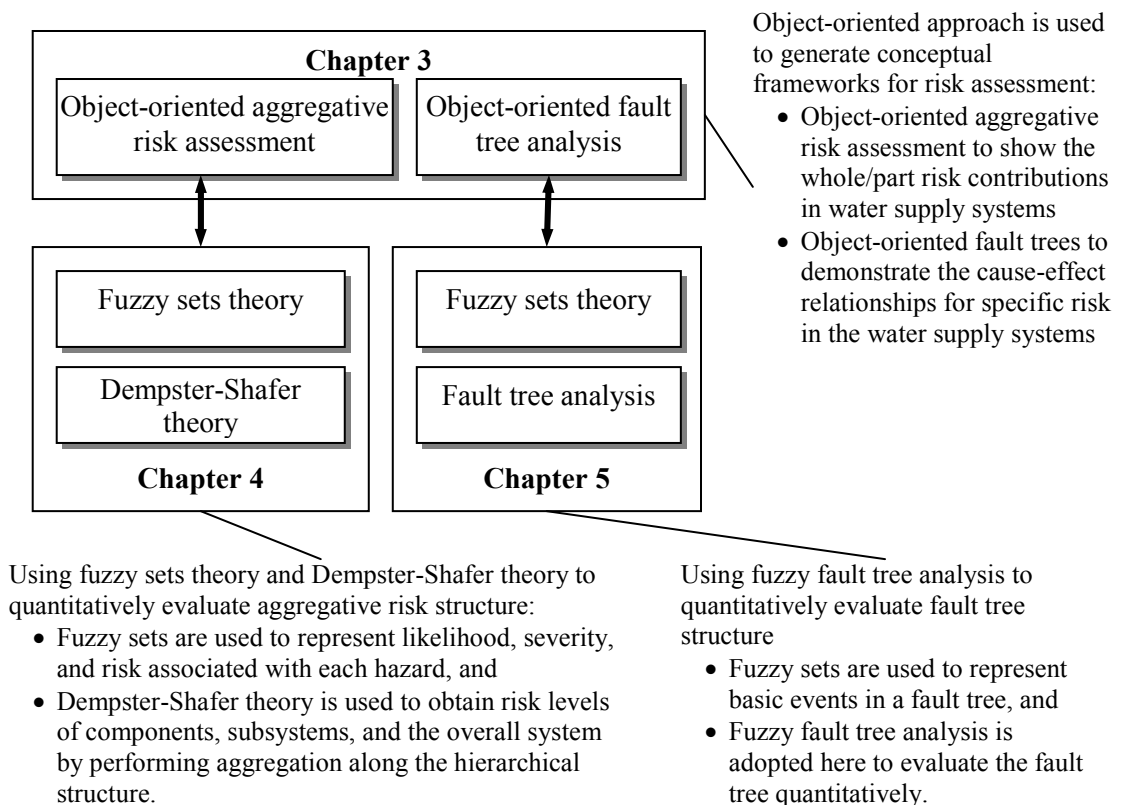 Chapter 3
Object-oriented aggregative
risk assessment
Object-oriented fault
tree analysis
Object-oriented approach is used
to generate conceptual
frameworks for risk assessment:
• Object-oriented aggregative
risk assessment to show the
whole/part risk contributions
in water supply systems
• Object-oriented fault trees to
demonstrate the cause-effect
relationships for specific risk
in the water supply systems
Fuzzy sets theory
Dempster-Shafer
theory
Chapter 4
Fuzzy sets theory
Fault tree analysis
Chapter 5
Using fuzzy sets theory and Dempster-Shafer theory to
quantitatively evaluate aggregative risk structure:
• Fuzzy sets are used to represent likelihood, severity,
and risk associated with each hazard, and
• Dempster-Shafer theory is used to obtain risk levels
of components, subsystems, and the overall system
by performing aggregation along the hierarchical
structure.
Using fuzzy fault tree analysis to
quantitatively evaluate fault tree
structure
• Fuzzy sets are used to represent
basic events in a fault tree, and
• Fuzzy fault tree analysis is
adopted here to evaluate the fault
tree quantitatively.